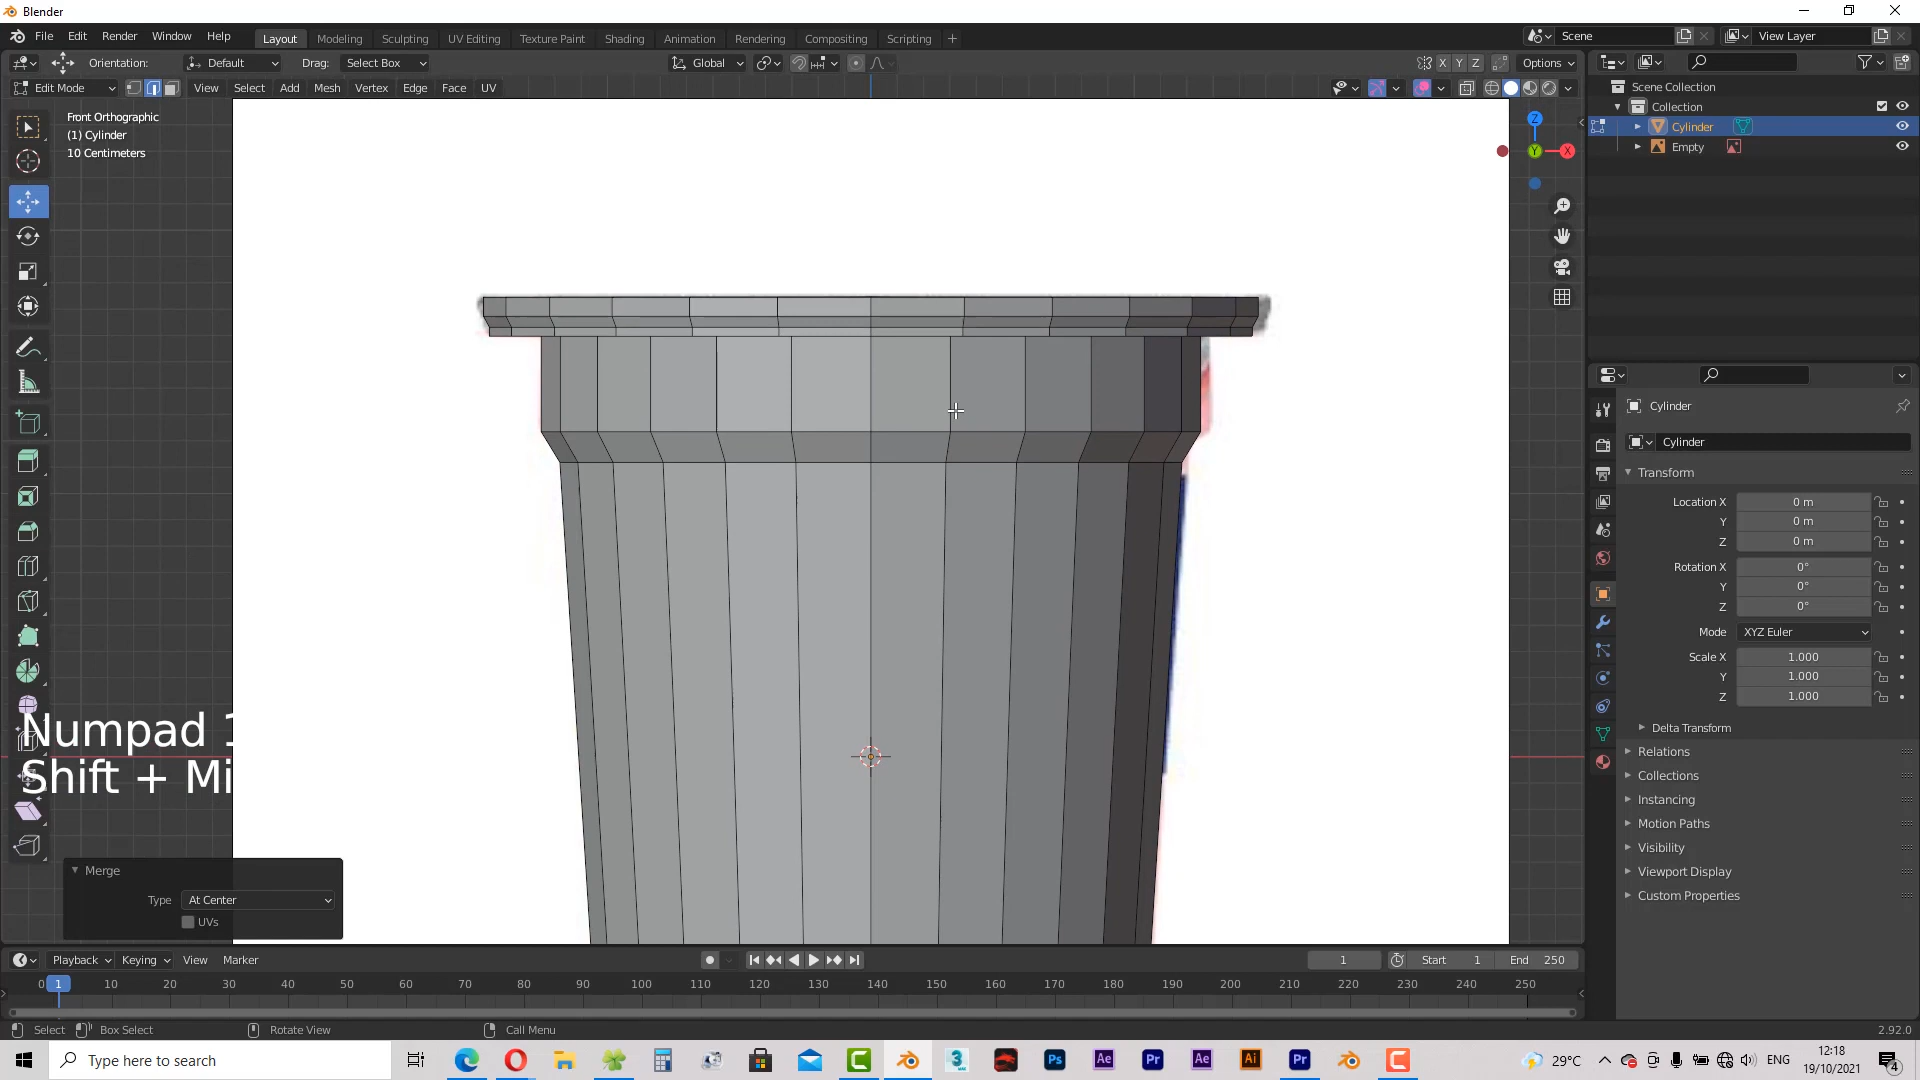 Blender
File Edit Render Window Help
Layout Modeling Sculpting UV Editing Texture Paint Shading Animation Rendering Compositing Scripting
Scene
View Layer
Orientation: Default Drag: Select Box
Global
X Y Z Options
Edit Mode
View Select Add Mesh Vertex Edge Face UV
Front Orthographic
(1) Cylinder
10 Centimeters
Z
Y
X
Scene Collection
Collection
Cylinder
Empty
Cylinder
Cylinder
Transform
Location X 0 m
Y 0 m
Z 0 m
Rotation X 0°
Y 0°
Z 0°
Mode XYZ Euler
Scale X 1.000
Y 1.000
Z 1.000
Delta Transform
Relations
Collections
Instancing
Motion Paths
Visibility
Viewport Display
Custom Properties
Numpad 1
Shift + Mi
Merge
Type At Center
UVs
Playback Keying View Marker
1 Start 1 End 250
0 1 10 20 30 40 50 60 70 80 90 100 110 120 130 140 150 160 170 180 190 200 210 220 230 240 250
Select Box Select Rotate View Call Menu
2.92.0
Type here to search
29°C ENG
12:18
19/10/2021
4